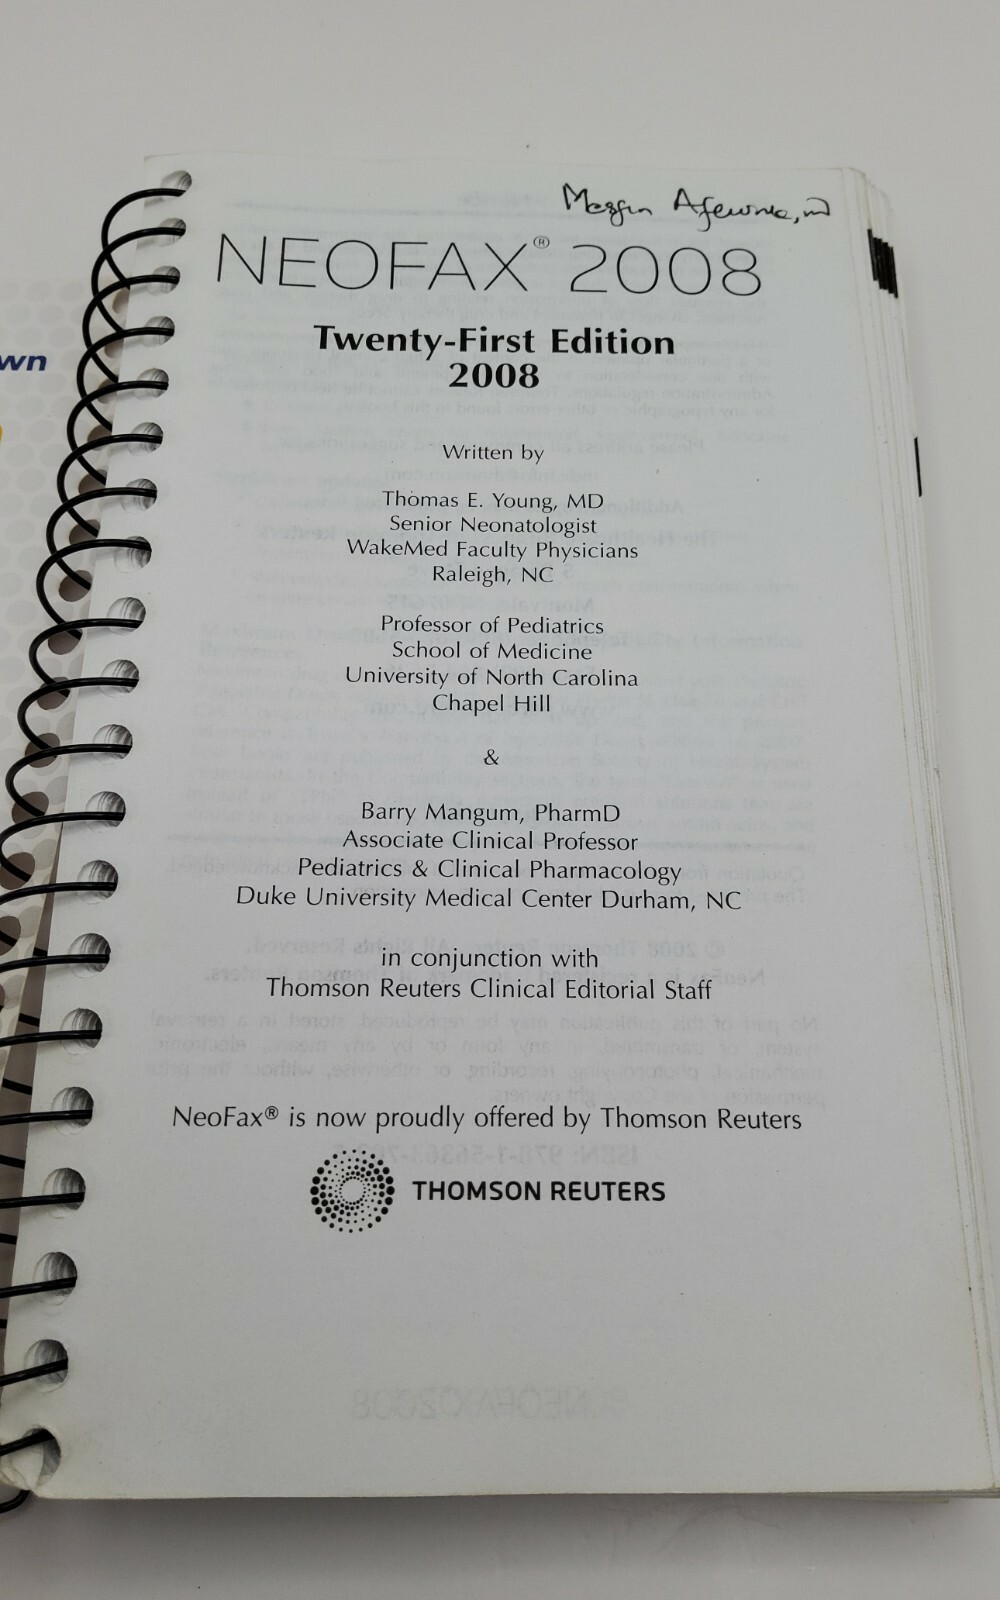 wn
NEOFAX® 2008
Twenty-First Edition
2008
Written by
Thomas E. Young, MD
Senior Neonatologist
WakeMed Faculty Physicians
Raleigh, NC
Professor of Pediatrics
School of Medicine
University of North Carolina
Chapel Hill
&
Barry Mangum, PharmD
Associate Clinical Professor
Pediatrics & Clinical Pharmacology
Duke University Medical Center Durham, NC
in conjunction with
Thomson Reuters Clinical Editorial Staff
NeoFax® is now proudly offered by Thomson Reuters
THOMSON REUTERS